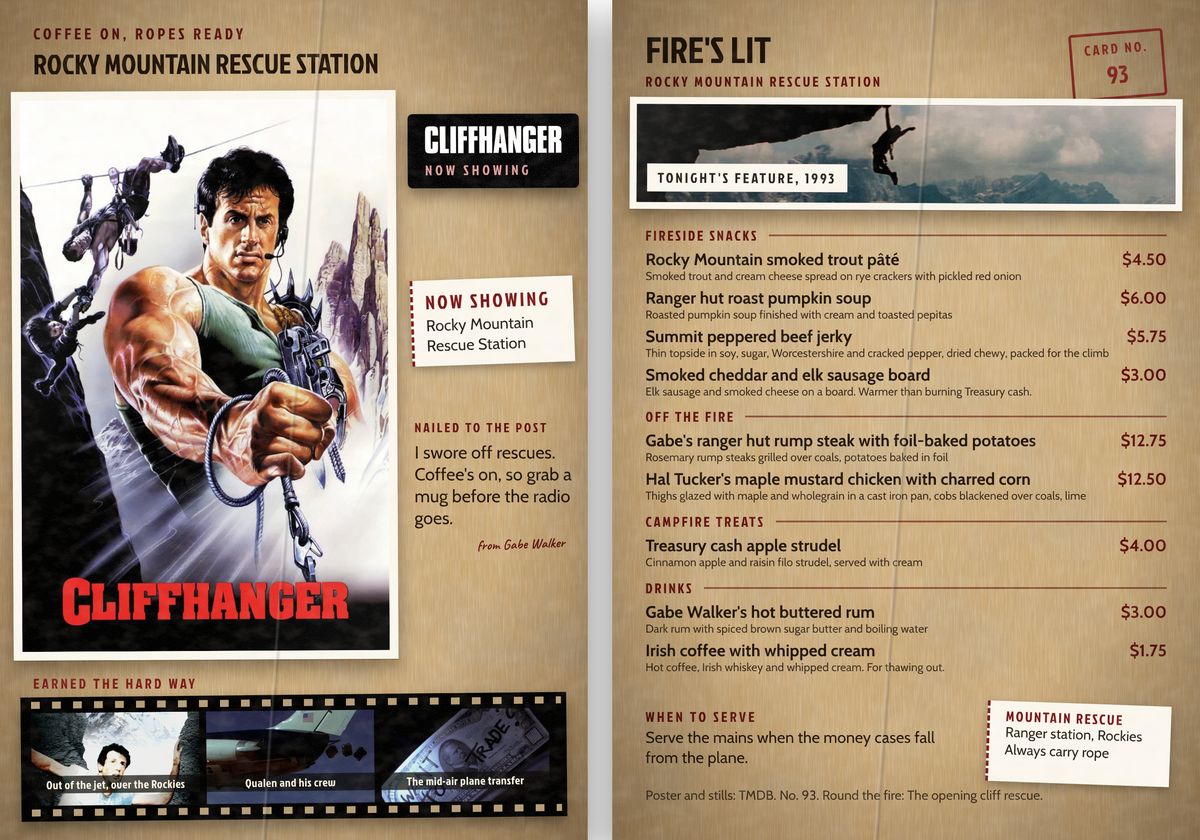 COFFEE ON, ROPES READY
ROCKY MOUNTAIN RESCUE STATION
CLIFFHANGER
CLIFFHANGER
NOW SHOWING
NOW SHOWING
Rocky Mountain
Rescue Station
NAILED TO THE POST
I swore off rescues.
Coffee's on, so grab a
mug before the radio
goes.
from Gabe Walker
EARNED THE HARD WAY
Out of the jet, over the Rockies
Qualen and his crew
TRADE?
The mid-air plane transfer
FIRE'S LIT
ROCKY MOUNTAIN RESCUE STATION
CARD NO.
93
TONIGHT'S FEATURE, 1993
FIRESIDE SNACKS
Rocky Mountain smoked trout pâté $4.50
Smoked trout and cream cheese spread on rye crackers with pickled red onion
Ranger hut roast pumpkin soup $6.00
Roasted pumpkin soup finished with cream and toasted pepitas
Summit peppered beef jerky $5.75
Thin topside in soy, sugar, Worcestershire and cracked pepper, dried chewy, packed for the climb
Smoked cheddar and elk sausage board $3.00
Elk sausage and smoked cheese on a board. Warmer than burning Treasury cash.
OFF THE FIRE
Gabe's ranger hut rump steak with foil-baked potatoes $12.75
Rosemary rump steaks grilled over coals, potatoes baked in foil
Hal Tucker's maple mustard chicken with charred corn $12.50
Thighs glazed with maple and wholegrain in a cast iron pan, cobs blackened over coals, lime
CAMPFIRE TREATS
Treasury cash apple strudel $4.00
Cinnamon apple and raisin filo strudel, served with cream
DRINKS
Gabe Walker's hot buttered rum $3.00
Dark rum with spiced brown sugar butter and boiling water
Irish coffee with whipped cream $1.75
Hot coffee, Irish whiskey and whipped cream. For thawing out.
WHEN TO SERVE
Serve the mains when the money cases fall
from the plane.
MOUNTAIN RESCUE
Ranger station, Rockies
Always carry rope
Poster and stills: TMDB. No. 93. Round the fire: The opening cliff rescue.